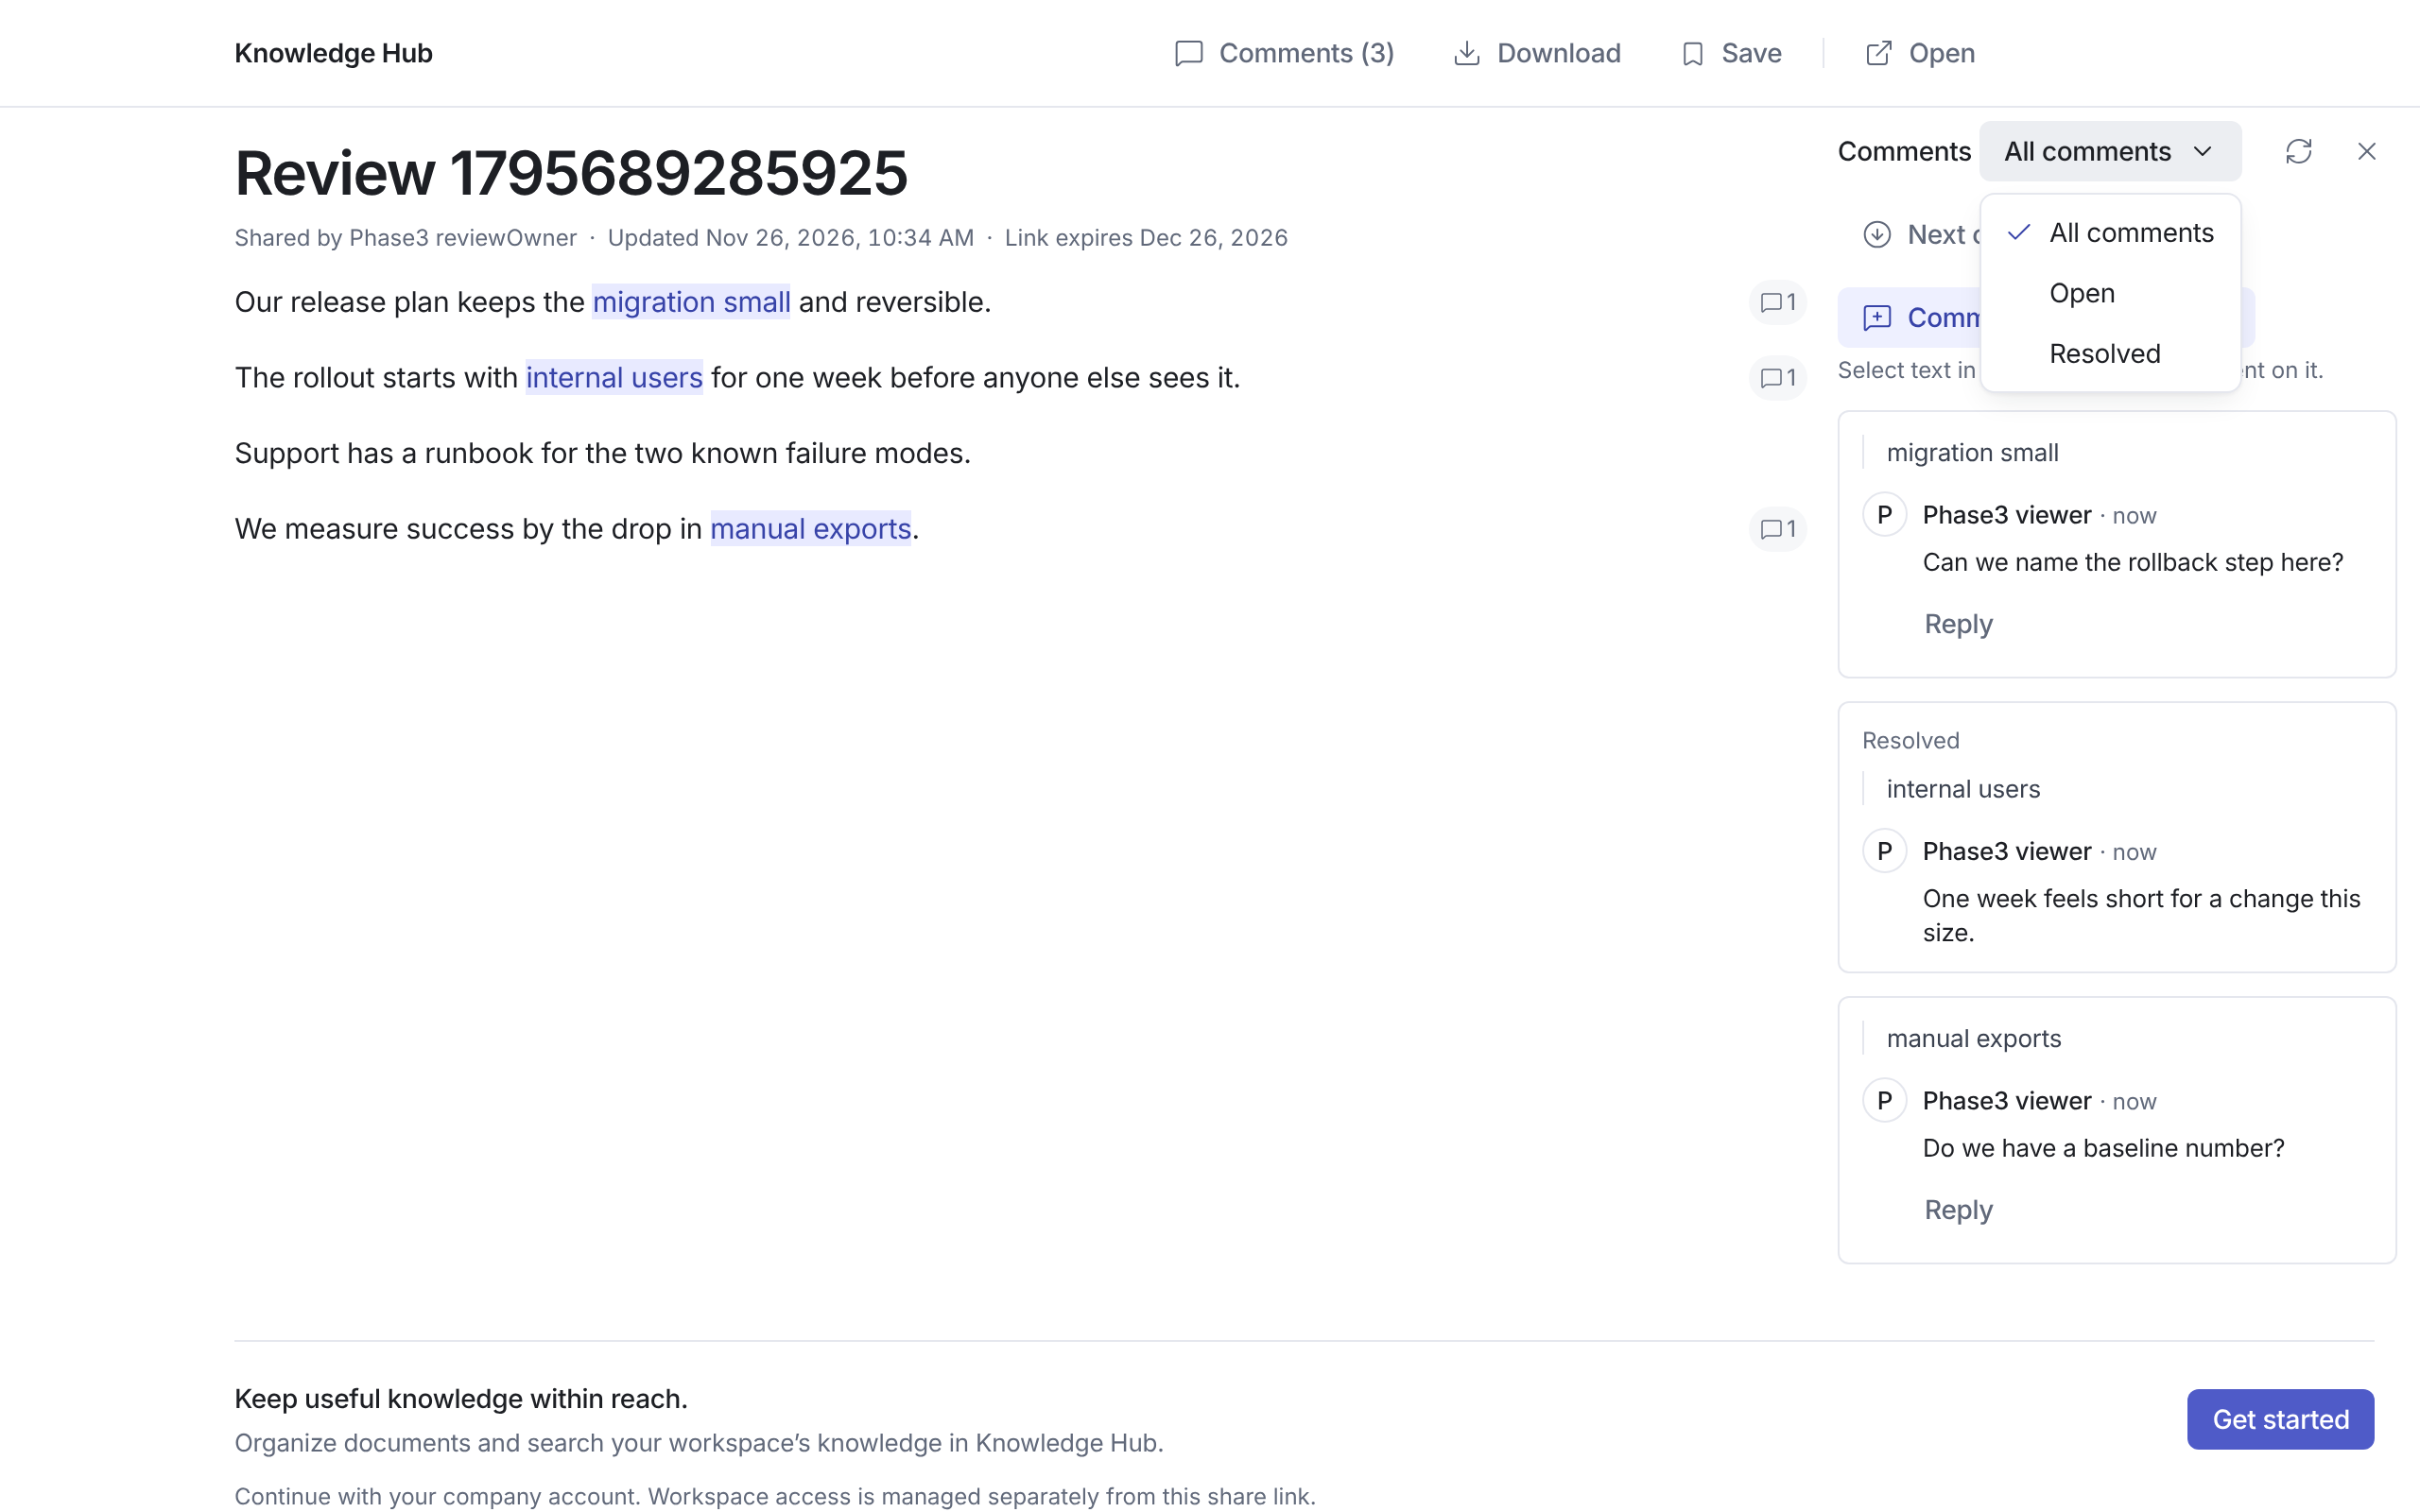 Knowledge Hub
Comments (3)
Download
Save
Open
Review 1795689285925
Shared by Phase3 reviewOwner · Updated Nov 26, 2026, 10:34 AM · Link expires Dec 26, 2026
Our release plan keeps the migration small and reversible.
1
The rollout starts with internal users for one week before anyone else sees it.
1
Support has a runbook for the two known failure modes.
We measure success by the drop in manual exports.
1
Comments
All comments
All comments
Open
Resolved
Next
Select text in
on it.
migration small
P
Phase3 viewer · now
Can we name the rollback step here?
Reply
Resolved
internal users
P
Phase3 viewer · now
One week feels short for a change this
size.
manual exports
P
Phase3 viewer · now
Do we have a baseline number?
Reply
Keep useful knowledge within reach.
Organize documents and search your workspace’s knowledge in Knowledge Hub.
Continue with your company account. Workspace access is managed separately from this share link.
Get started